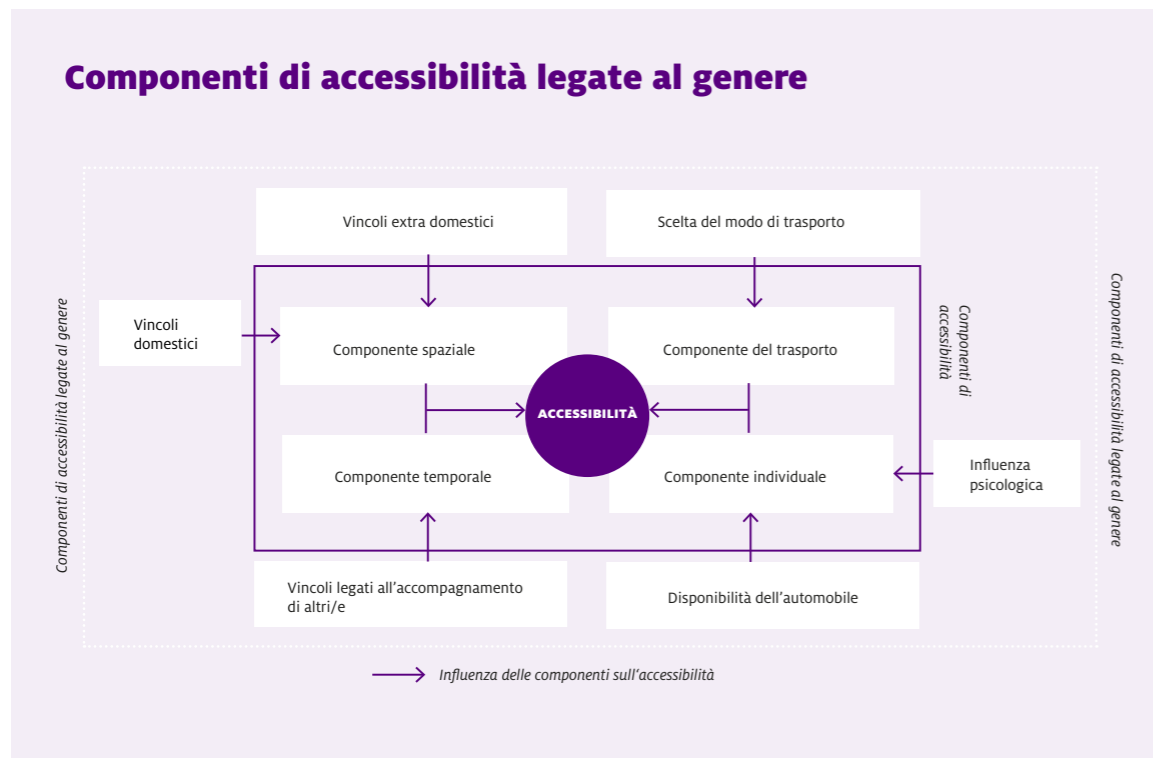 Componenti di accessibilità legate al genere
Vincoli extra domestici
Scelta del modo di trasporto
Vincoli
domestici
Componente spaziale
Componente del trasporto
Componenti di
accessibilità
Componenti di accessibilità legate al genere
Componenti di accessibilità legate al genere
ACCESSIBILITÀ
Componente temporale
Componente individuale
Influenza
psicologica
Vincoli legati all'accompagnamento
di altri/e
Disponibilità dell'automobile
Influenza delle componenti sull'accessibilità